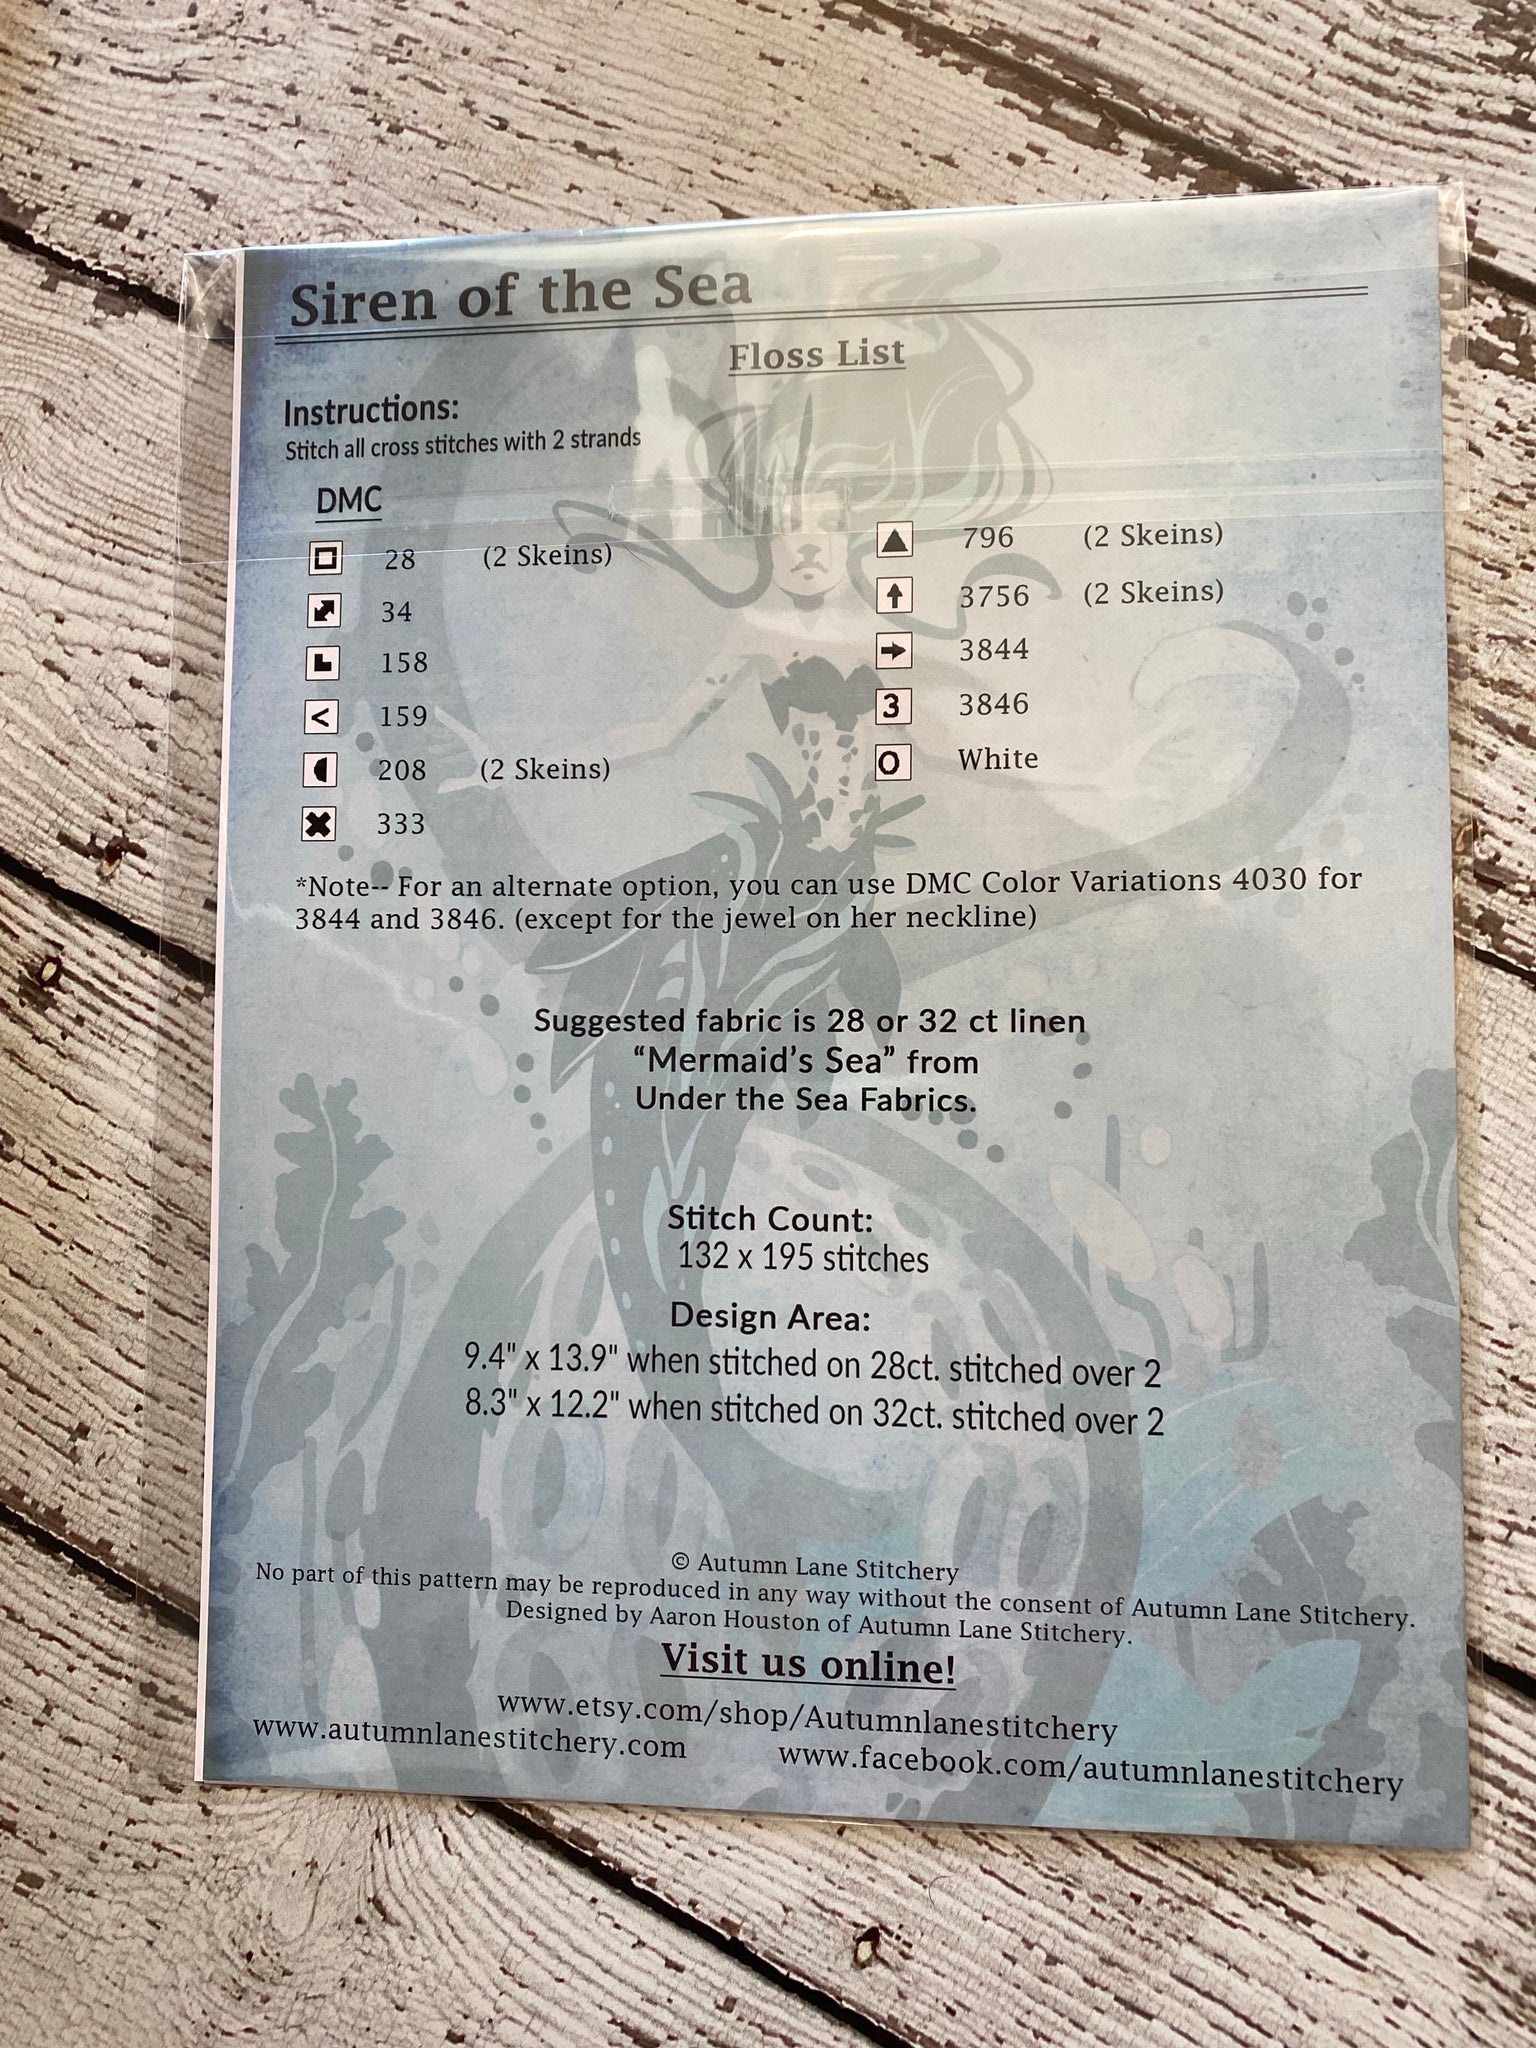 Siren of the Sea
Floss List
Instructions:
Stitch all cross stitches with 2 strands
DMC
28 (2 Skeins)
34
158
159
208 (2 Skeins)
333
796 (2 Skeins)
3756 (2 Skeins)
3844
3 3846
O White
*Note-- For an alternate option, you can use DMC Color Variations 4030 for
3844 and 3846. (except for the jewel on her neckline)
Suggested fabric is 28 or 32 ct linen
“Mermaid’s Sea” from
Under the Sea Fabrics.
Stitch Count:
132 x 195 stitches
Design Area:
9.4" x 13.9" when stitched on 28ct. stitched over 2
8.3" x 12.2" when stitched on 32ct. stitched over 2
© Autumn Lane Stitchery
No part of this pattern may be reproduced in any way without the consent of Autumn Lane Stitchery.
Designed by Aaron Houston of Autumn Lane Stitchery.
Visit us online!
www.etsy.com/shop/Autumnlanestitchery
www.autumnlanestitchery.com www.facebook.com/autumnlanestitchery